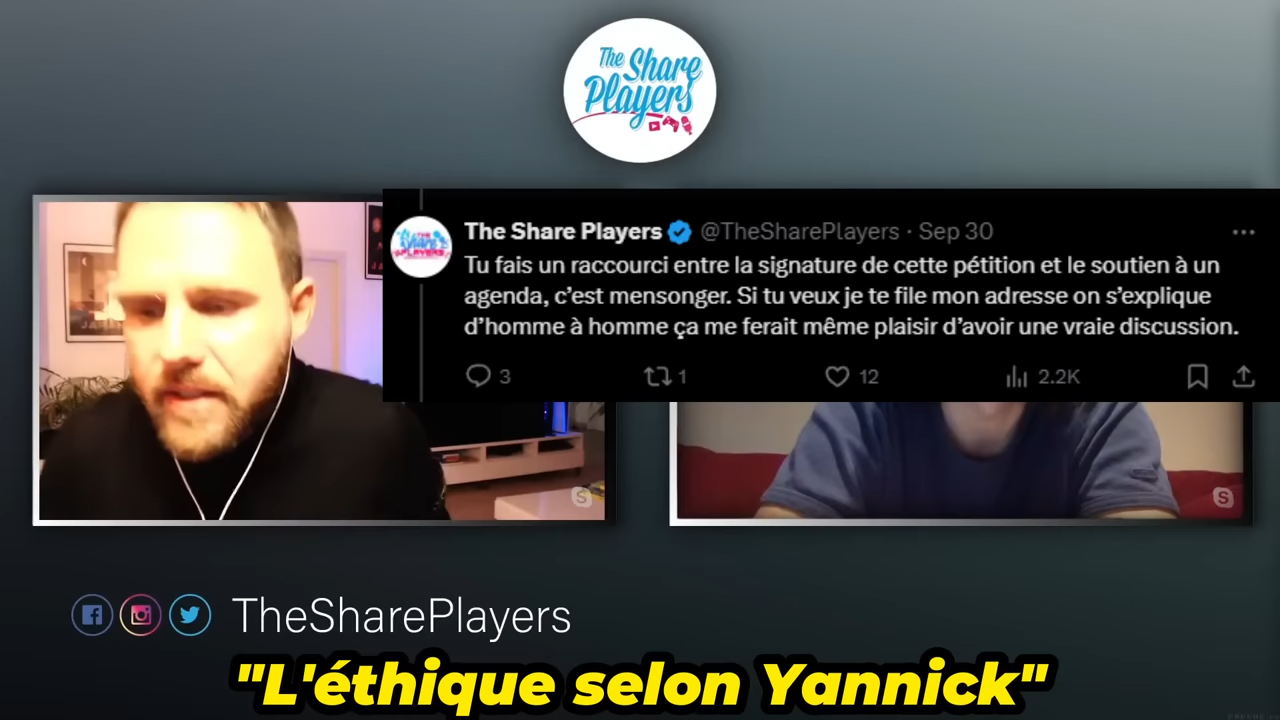 The Share
Players
The Share Players @TheSharePlayers · Sep 30
Tu fais un raccourci entre la signature de cette pétition et le soutien à un
agenda, c’est mensonger. Si tu veux je te file mon adresse on s’explique
d’homme à homme ça me ferait même plaisir d’avoir une vraie discussion.
3 1 12 2.2K
TheSharePlayers
"L'éthique selon Yannick"